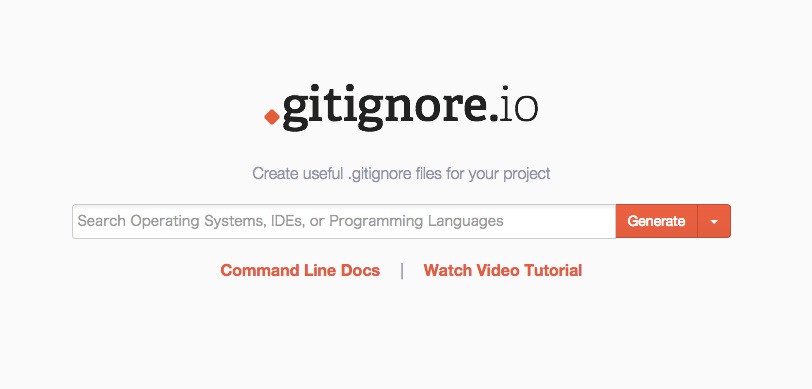 .gitignore.io
Create useful .gitignore files for your project
Search Operating Systems, IDEs, or Programming Languages
Generate
Command Line Docs | Watch Video Tutorial